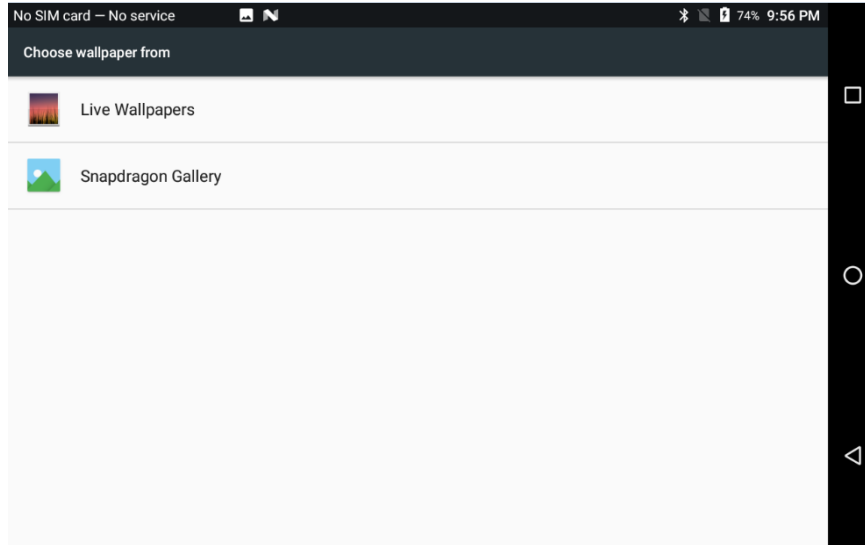 No SIM card — No service 74% 9:56 PM
Choose wallpaper from
Live Wallpapers
Snapdragon Gallery